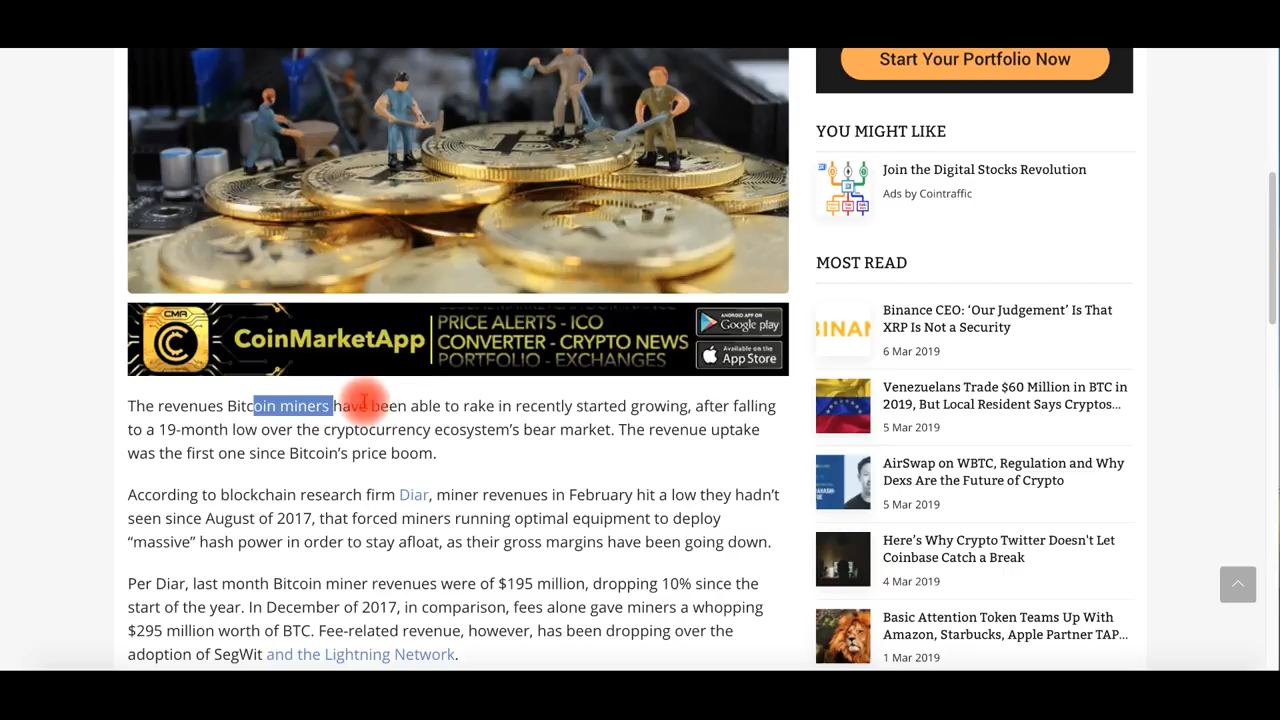 Start Your Portfolio Now
CMA
CoinMarketApp
PRICE ALERTS - ICO
CONVERTER - CRYPTO NEWS
PORTFOLIO - EXCHANGES
ANDROID APP ON
Google play
Available on the
App Store
The revenues Bitcoin miners have been able to rake in recently started growing, after falling
to a 19-month low over the cryptocurrency ecosystem’s bear market. The revenue uptake
was the first one since Bitcoin’s price boom.
According to blockchain research firm Diar, miner revenues in February hit a low they hadn’t
seen since August of 2017, that forced miners running optimal equipment to deploy
“massive” hash power in order to stay afloat, as their gross margins have been going down.
Per Diar, last month Bitcoin miner revenues were of $195 million, dropping 10% since the
start of the year. In December of 2017, in comparison, fees alone gave miners a whopping
$295 million worth of BTC. Fee-related revenue, however, has been dropping over the
adoption of SegWit and the Lightning Network.
YOU MIGHT LIKE
Join the Digital Stocks Revolution
Ads by Cointraffic
MOST READ
BINAN
Binance CEO: ‘Our Judgement’ Is That
XRP Is Not a Security
6 Mar 2019
Venezuelans Trade $60 Million in BTC in
2019, But Local Resident Says Cryptos...
5 Mar 2019
AirSwap on WBTC, Regulation and Why
Dexs Are the Future of Crypto
5 Mar 2019
Here’s Why Crypto Twitter Doesn't Let
Coinbase Catch a Break
4 Mar 2019
Basic Attention Token Teams Up With
Amazon, Starbucks, Apple Partner TAP...
1 Mar 2019